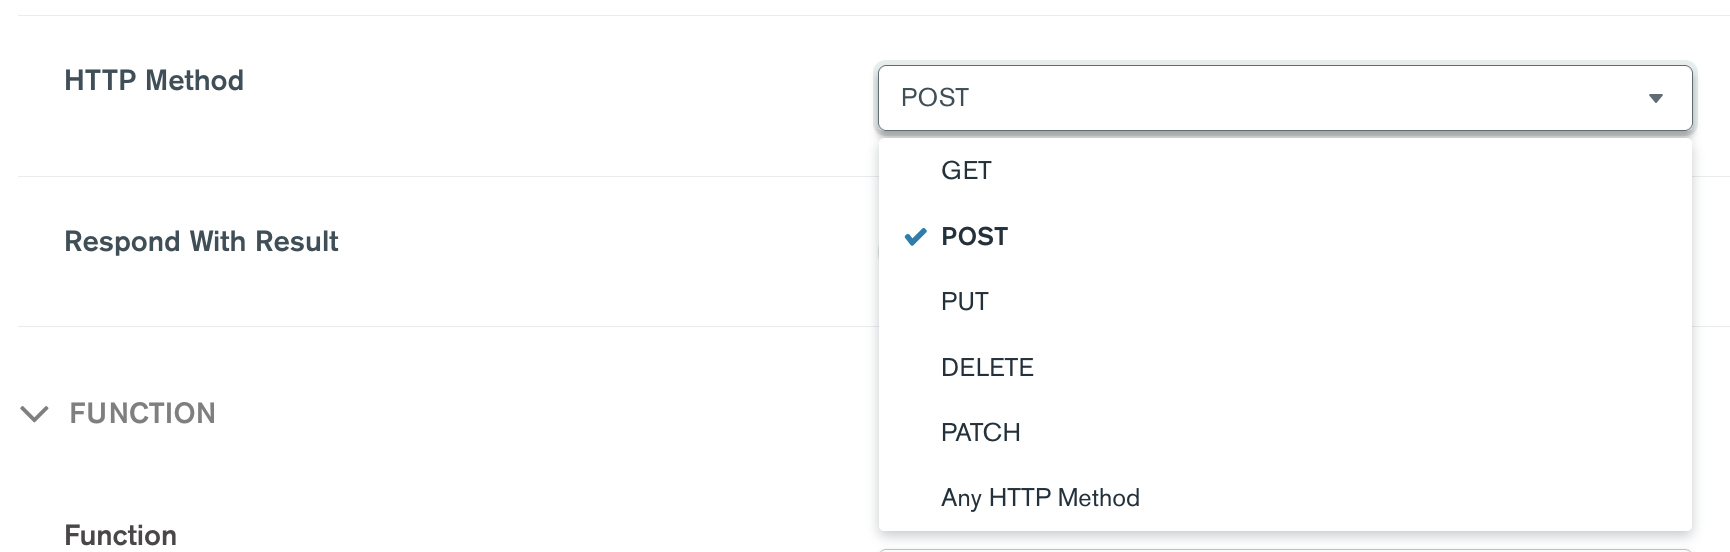 HTTP Method
POST
GET
POST
Respond With Result
PUT
DELETE
FUNCTION
PATCH
Any HTTP Method
Function